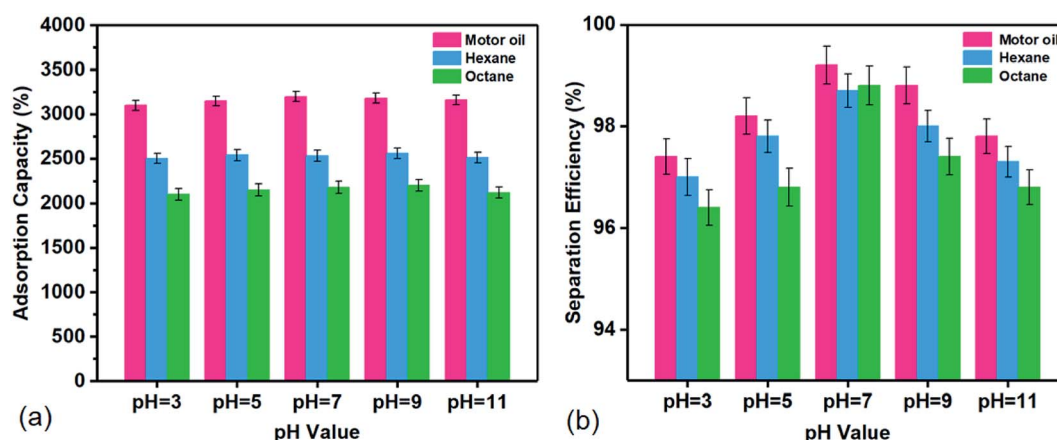 4000
3500
3000
2500
2000
1500
1000
500
0
Adsorption Capacity (%)
Motor oil
Hexane
Octane
pH=3 pH=5 pH=7 pH=9 pH=11
pH Value
(a)
100
98
96
94
Separation Efficiency (%)
Motor oil
Hexane
Octane
pH=3 pH=5 pH=7 pH=9 pH=11
pH Value
(b)